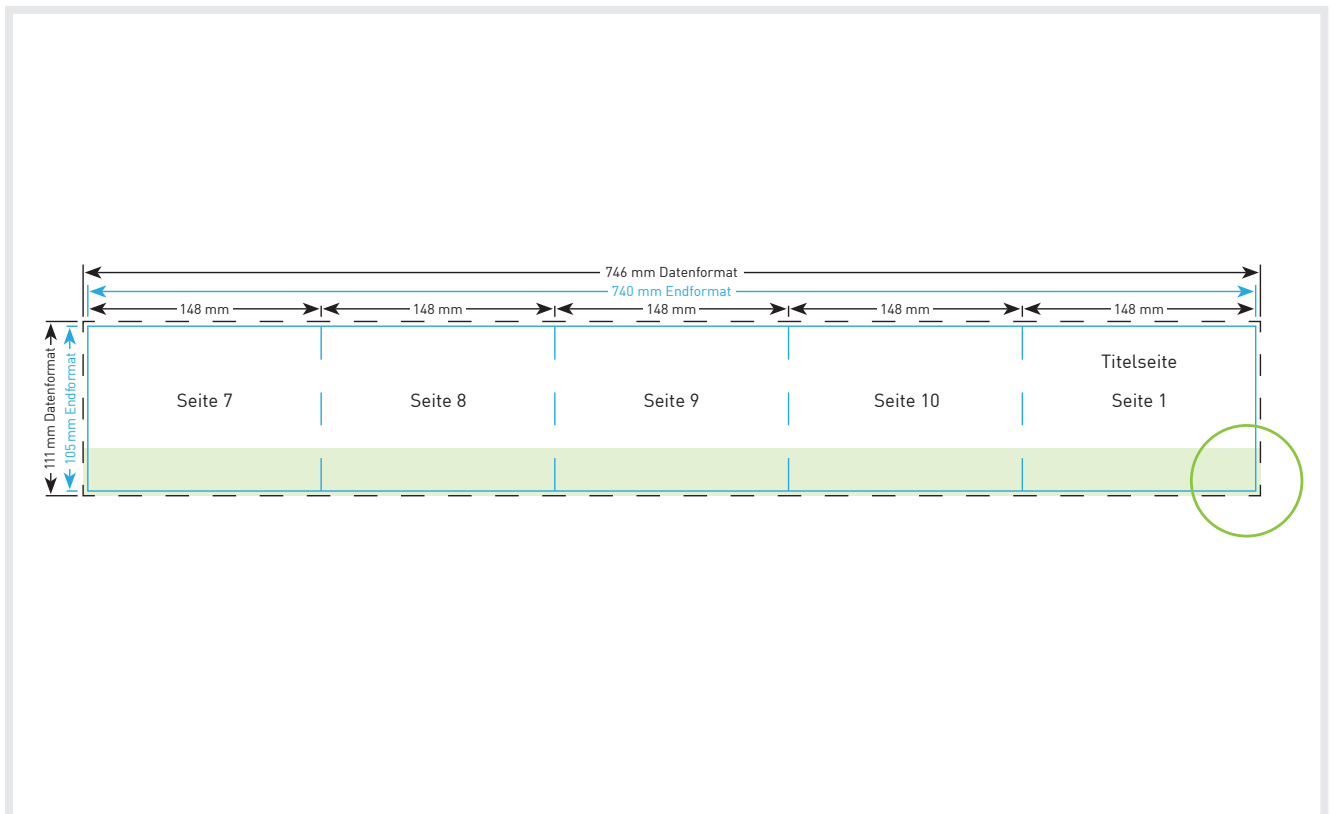 746 mm Datenformat
740 mm Endformat
148 mm 148 mm 148 mm 148 mm 148 mm
111 mm Datenformat
105 mm Endformat
Titelseite
Seite 7 Seite 8 Seite 9 Seite 10 Seite 1